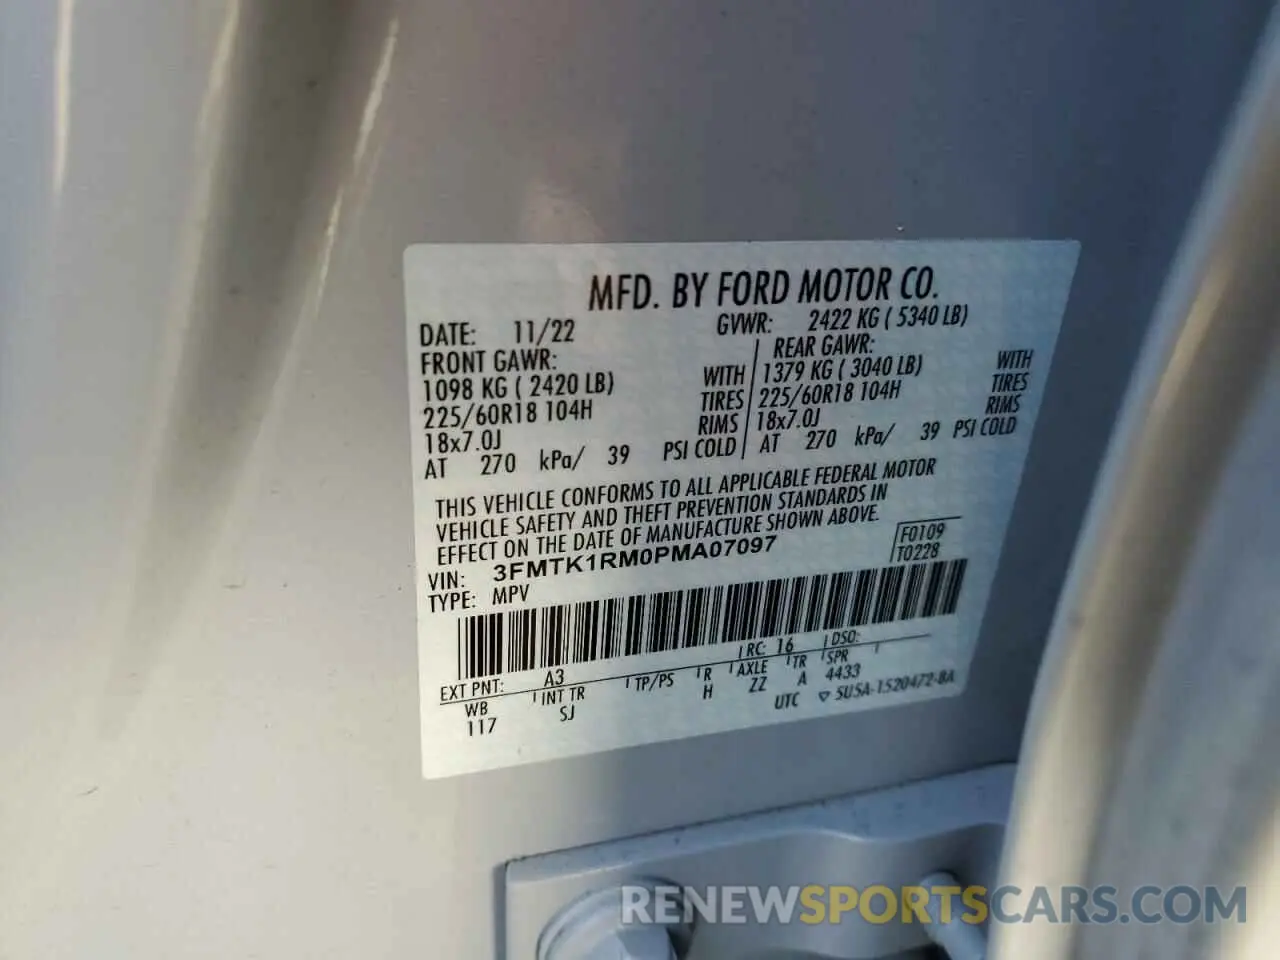 MFD. BY FORD MOTOR CO.
DATE: 11/22 GVWR: 2422 KG ( 5340 LB)
FRONT GAWR: REAR GAWR:
1098 KG ( 2420 LB) WITH 1379 KG ( 3040 LB) WITH
225/60R18 104H TIRES 225/60R18 104H TIRES
18x7.0J RIMS 18x7.0J RIMS
AT 270 kPa/ 39 PSI COLD AT 270 kPa/ 39 PSI COLD
THIS VEHICLE CONFORMS TO ALL APPLICABLE FEDERAL MOTOR
VEHICLE SAFETY AND THEFT PREVENTION STANDARDS IN
EFFECT ON THE DATE OF MANUFACTURE SHOWN ABOVE.
VIN: 3FMTK1RM0PMA07097 F0109
TYPE: MPV T0228
EXT PNT: A3 RC: 16 DSO:
WB INT TR TP/PS R AXLE TR SPR
117 SJ H ZZ A 4433
UTC ▽ 5U5A-1520472-BA
RENEWSPORTSCARS.COM